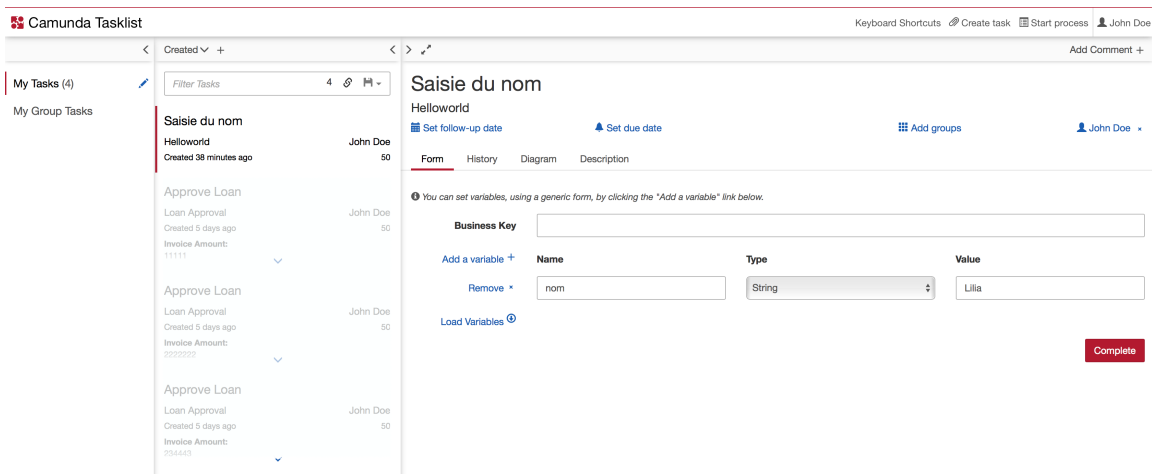 Camunda Tasklist
Keyboard Shortcuts Create task Start process John Doe
Created +
Add Comment +
My Tasks (4)
My Group Tasks
Filter Tasks 4
Saisie du nom
Helloworld John Doe
Created 38 minutes ago 50
Approve Loan
Loan Approval John Doe
Created 5 days ago 50
Invoice Amount:
11111
Approve Loan
Loan Approval John Doe
Created 5 days ago 50
Invoice Amount:
2222222
Approve Loan
Loan Approval John Doe
Created 5 days ago 50
Invoice Amount:
234443
Saisie du nom
Helloworld
Set follow-up date Set due date Add groups John Doe ×
Form History Diagram Description
You can set variables, using a generic form, by clicking the "Add a variable" link below.
Business Key
Add a variable + Name Type Value
Remove × nom String Lilia
Load Variables
Complete